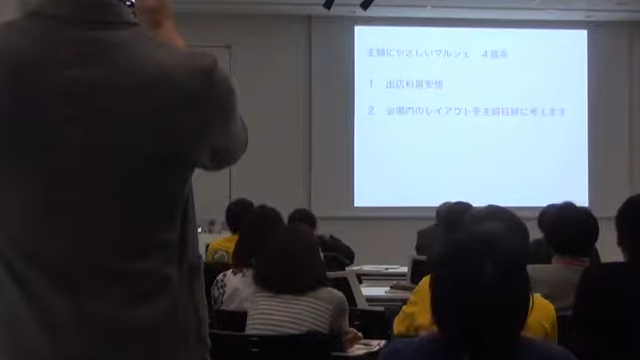 主婦にやさしいマルシェ　4箇条
1　出店料最安値
2　会場内のレイアウトを主婦目線に考えます